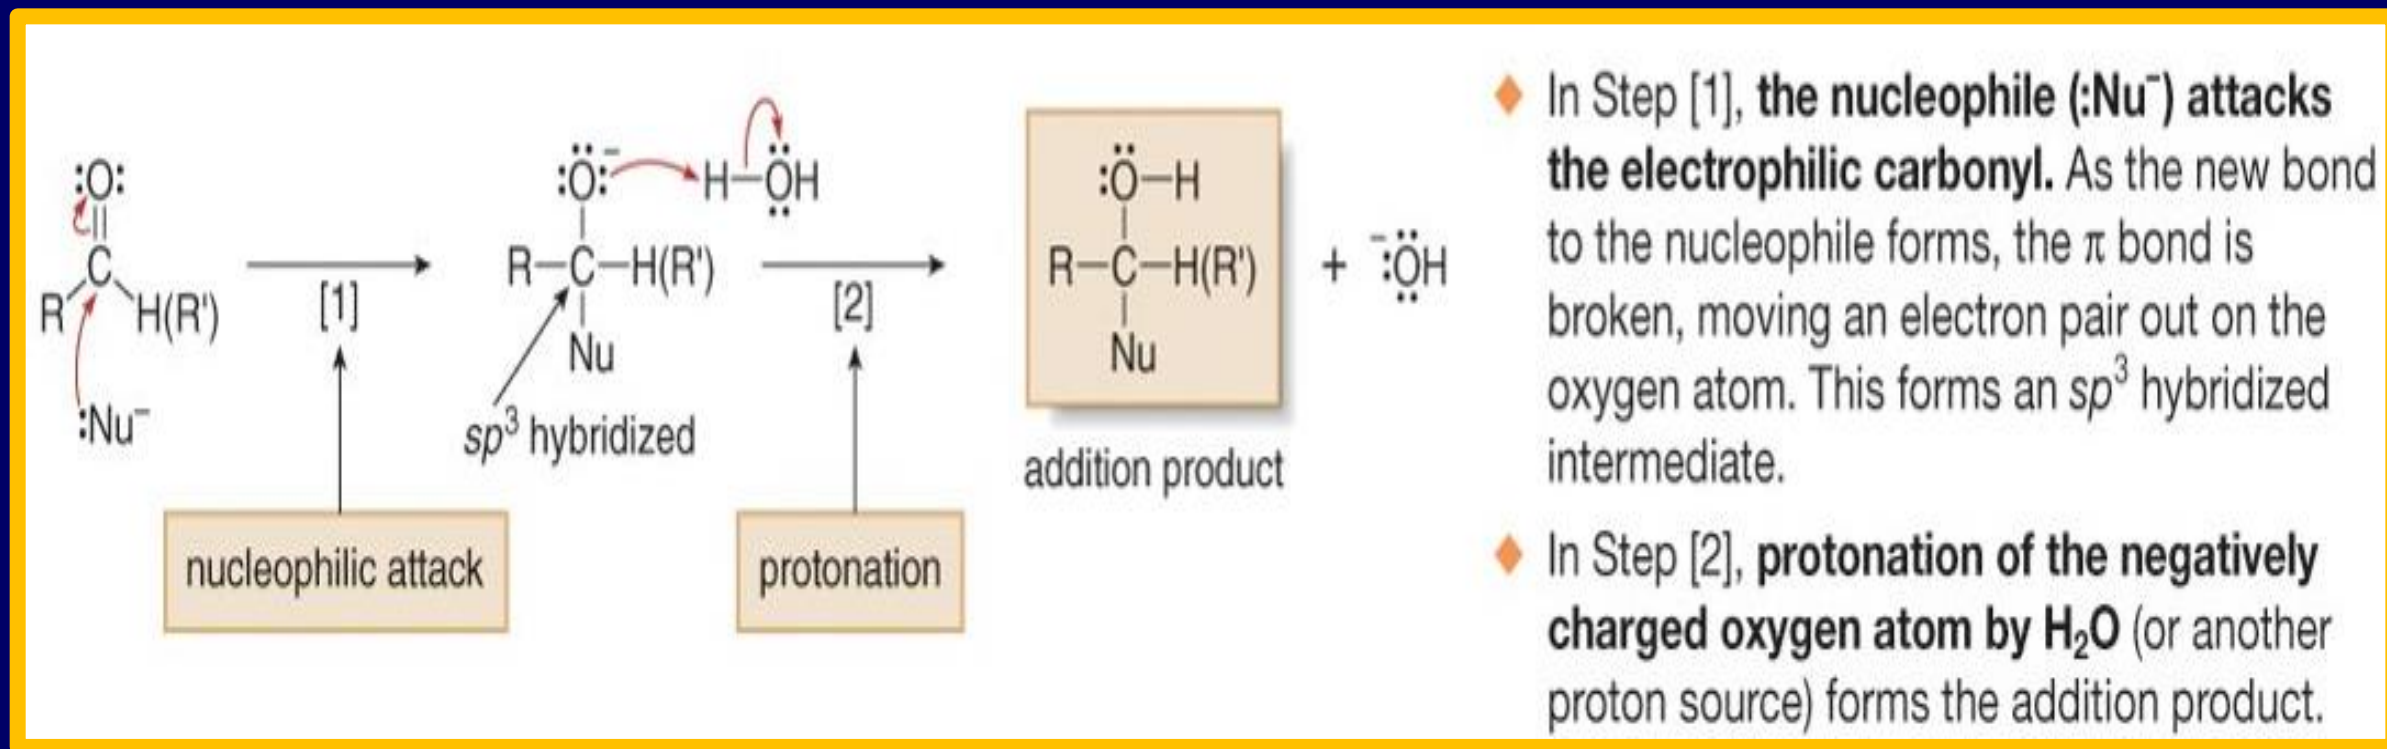 :Ö:
C
R
H(R')
:Nu⁻
[1]
nucleophilic attack
:Ö:⁻
H–ÖH
R–C–H(R')
Nu
sp³ hybridized
[2]
protonation
:Ö–H
R–C–H(R')
Nu
addition product
+ ⁻:ÖH
In Step [1], the nucleophile (:Nu⁻) attacks
the electrophilic carbonyl. As the new bond
to the nucleophile forms, the π bond is
broken, moving an electron pair out on the
oxygen atom. This forms an sp³ hybridized
intermediate.
In Step [2], protonation of the negatively
charged oxygen atom by H₂O (or another
proton source) forms the addition product.